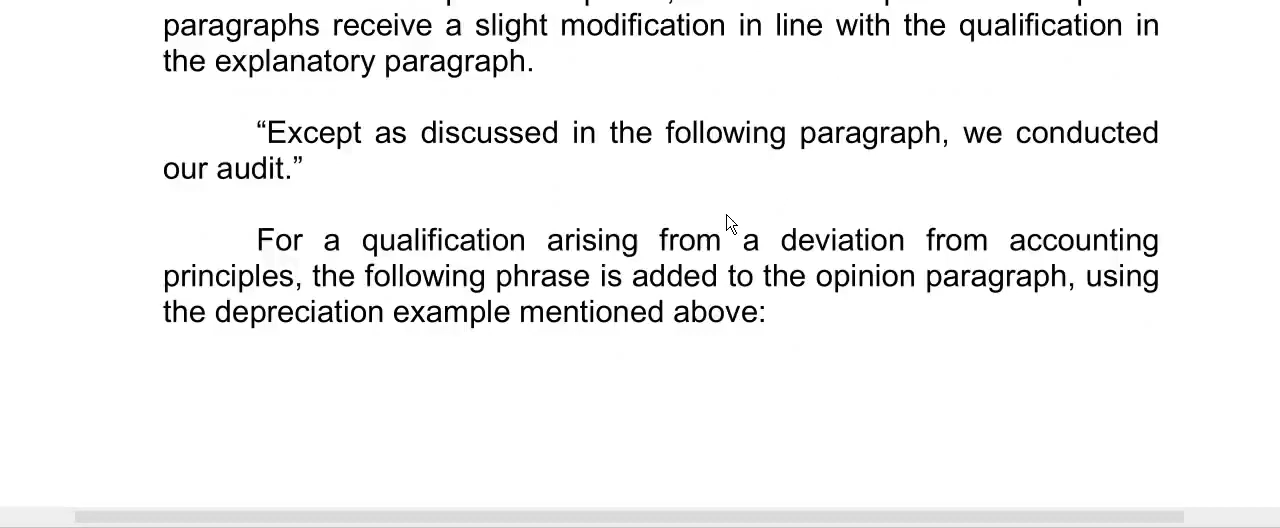 paragraphs receive a slight modification in line with the qualification in
the explanatory paragraph.
“Except as discussed in the following paragraph, we conducted
our audit.”
For a qualification arising from a deviation from accounting
principles, the following phrase is added to the opinion paragraph, using
the depreciation example mentioned above: